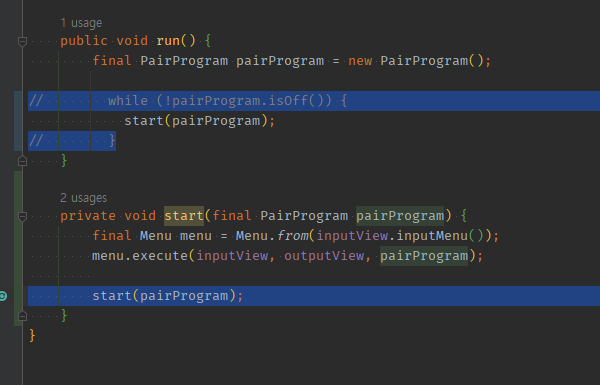 1 usage
public void run() {
final PairProgram pairProgram = new PairProgram();
// while (!pairProgram.isOff()) {
start(pairProgram);
// }
}
2 usages
private void start(final PairProgram pairProgram) {
final Menu menu = Menu.from(inputView.inputMenu());
menu.execute(inputView, outputView, pairProgram);
start(pairProgram);
}
}